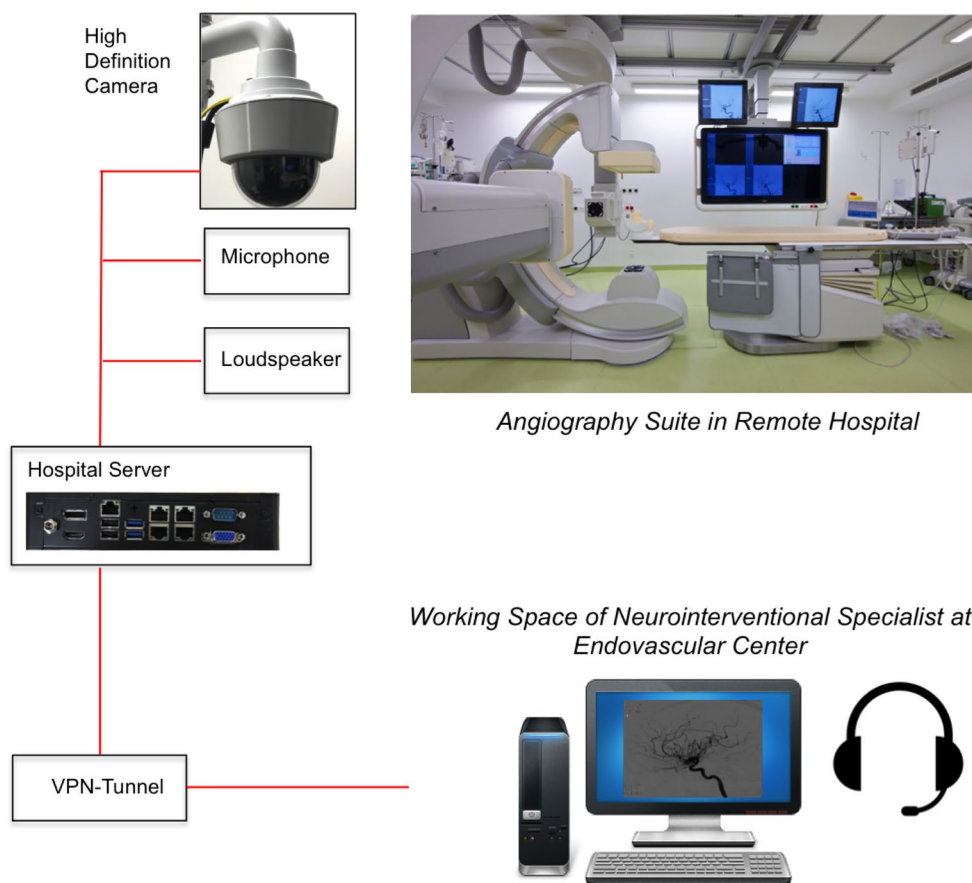 High
Definition
Camera
Microphone
Loudspeaker
Angiography Suite in Remote Hospital
Hospital Server
Working Space of Neurointerventional Specialist at
Endovascular Center
VPN-Tunnel